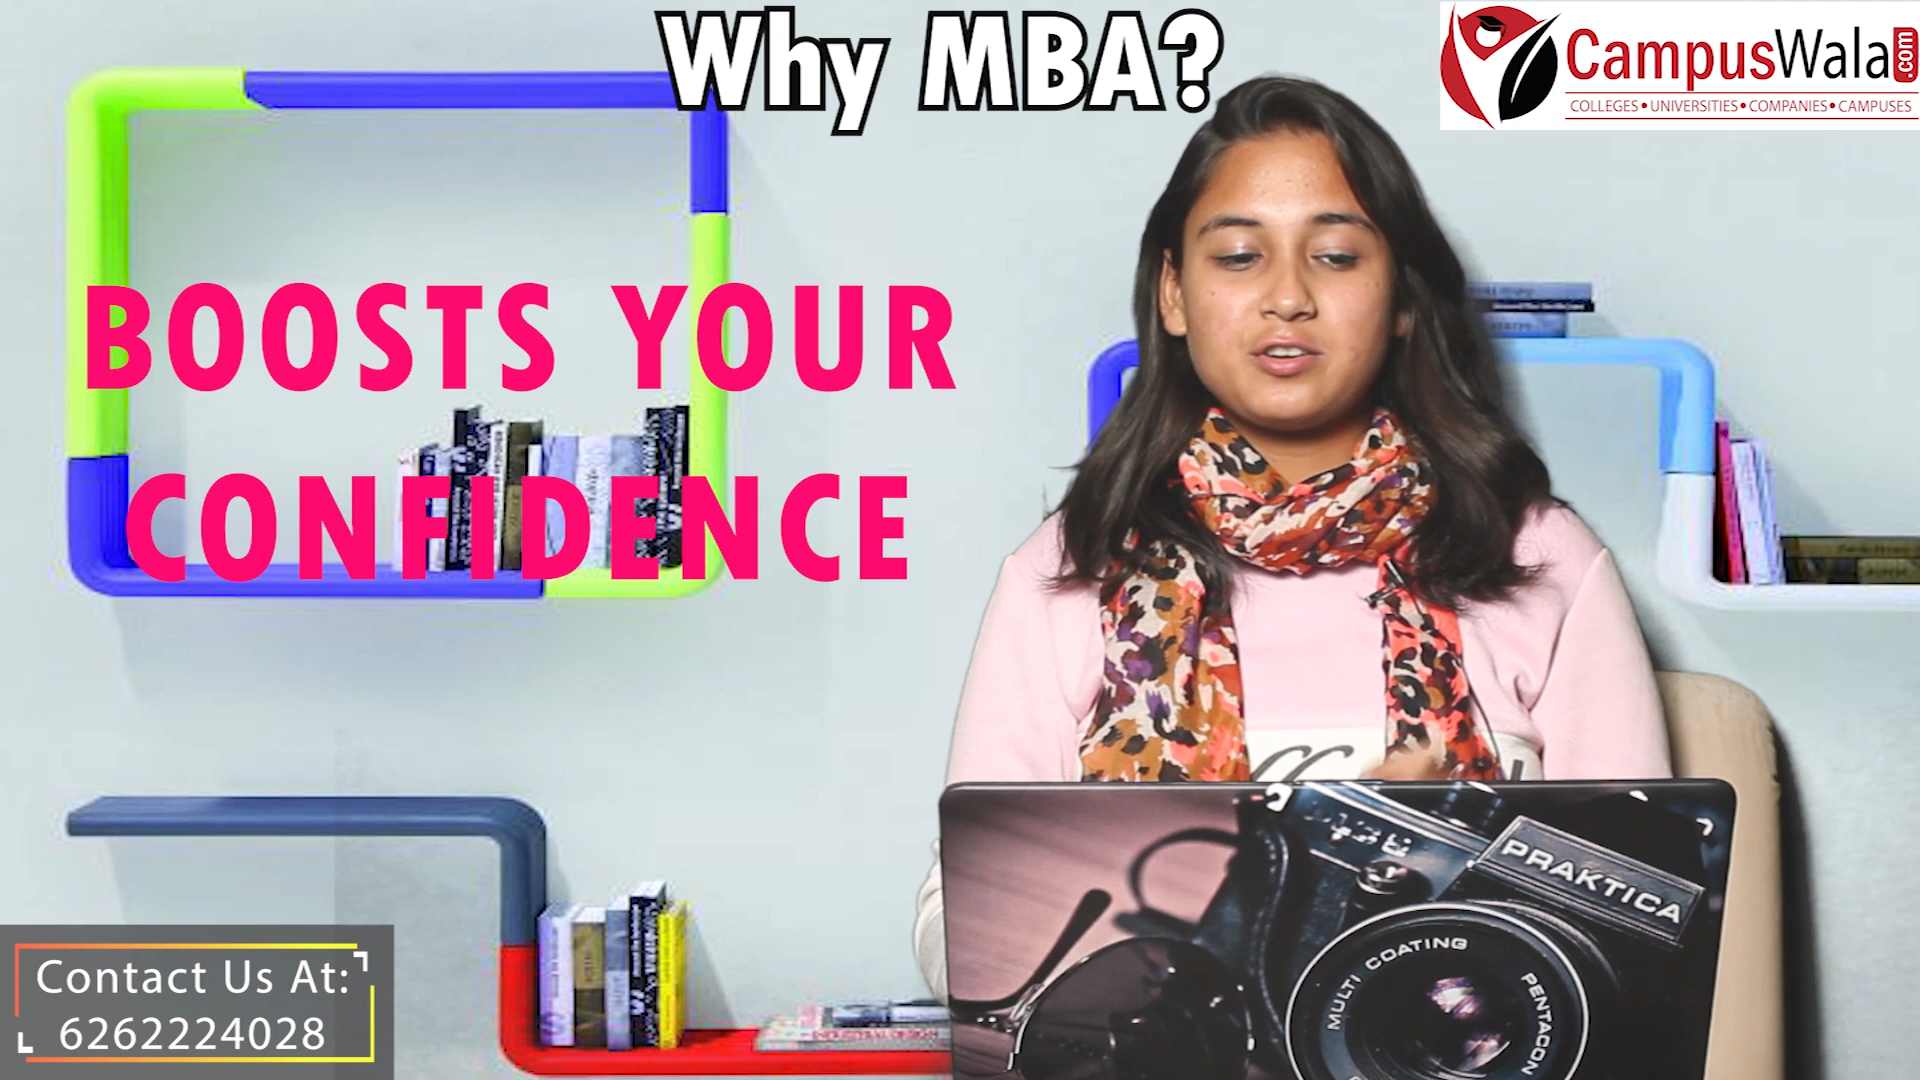 Why MBA?
CampusWala.com
COLLEGES • UNIVERSITIES • COMPANIES • CAMPUSES
BOOSTS YOUR
CONFIDENCE
PRAKTICA
MULTI COATING
PENTACON
Contact Us At:
6262224028